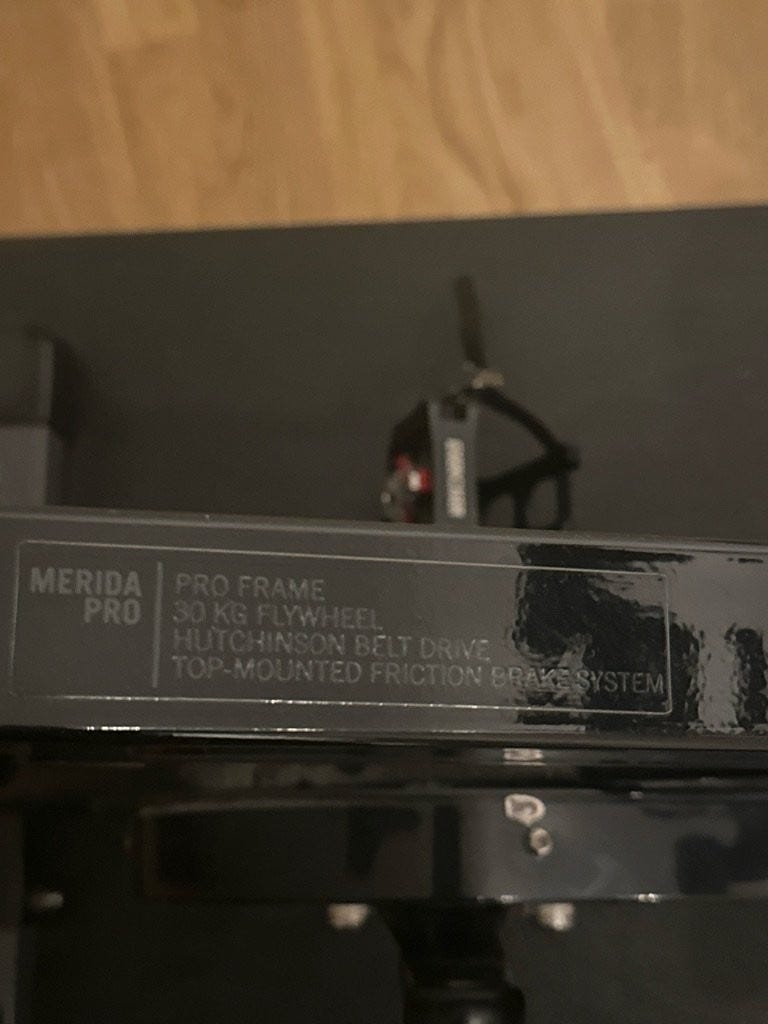 MERIDA
PRO
PRO FRAME
30 KG FLYWHEEL
HUTCHINSON BELT DRIVE
TOP-MOUNTED FRICTION BRAKE SYSTEM